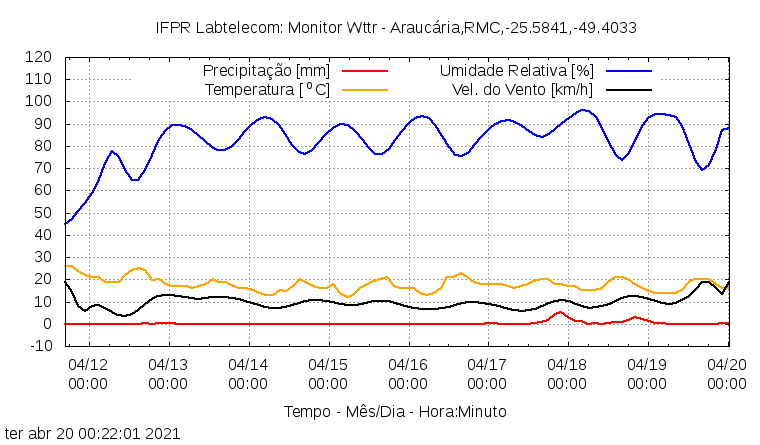 IFPR Labtelecom: Monitor Wttr - Araucária,RMC,-25.5841,-49.4033
120
110
100
90
80
70
60
50
40
30
20
10
0
-10
Precipitação [mm]
Temperatura [⁰C]
Umidade Relativa [%]
Vel. do Vento [km/h]
04/12 04/13 04/14 04/15 04/16 04/17 04/18 04/19 04/20
00:00 00:00 00:00 00:00 00:00 00:00 00:00 00:00 00:00
Tempo - Mês/Dia - Hora:Minuto
ter abr 20 00:22:01 2021